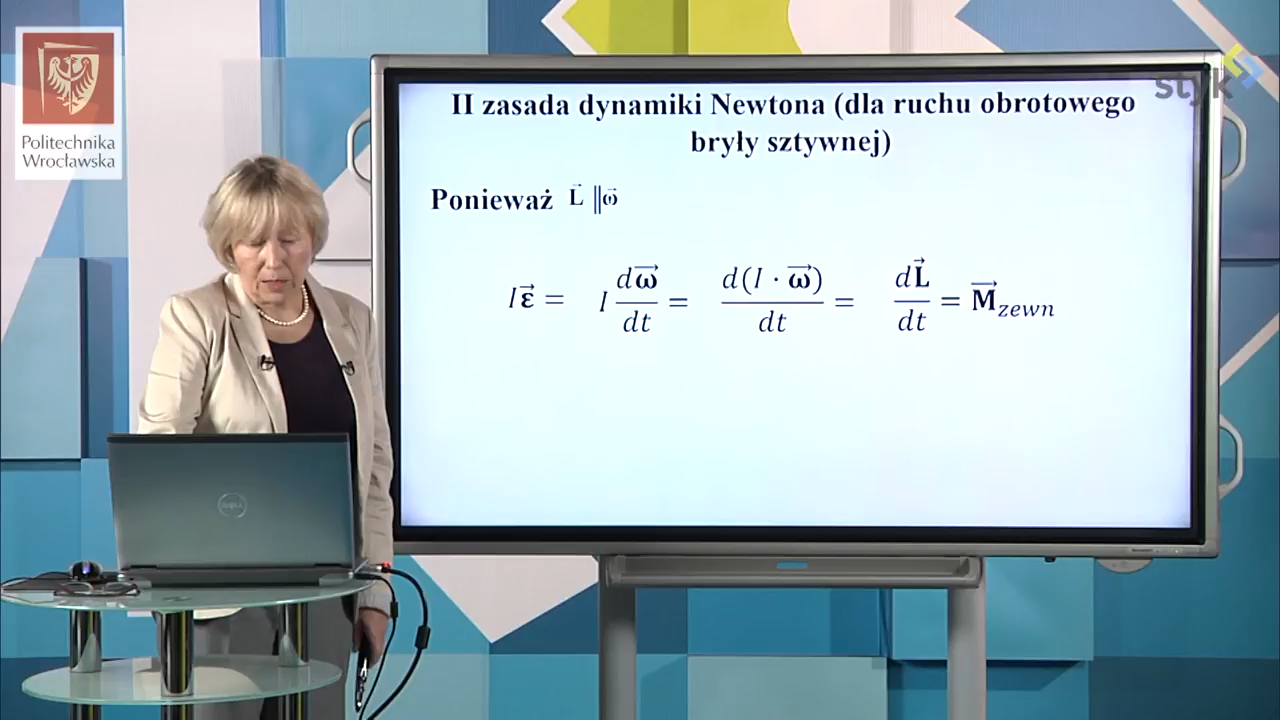 Politechnika
Wrocławska
styk
II zasada dynamiki Newtona (dla ruchu obrotowego
bryły sztywnej)
Ponieważ L⃗ ∥ω⃗
Iε⃗ = I dω⃗/dt = d(I · ω⃗)/dt = dL⃗/dt = M⃗zewn
DELL